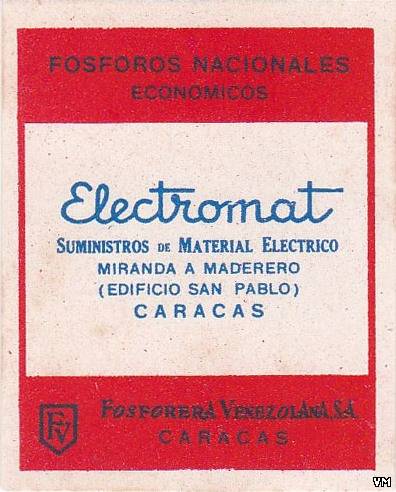 FOSFOROS NACIONALES
ECONOMICOS
Electromat
SUMINISTROS DE MATERIAL ELECTRICO
MIRANDA A MADERERO
(EDIFICIO SAN PABLO)
CARACAS
FV
FOSFORERA VENEZOLANA, S.A.
CARACAS
VM